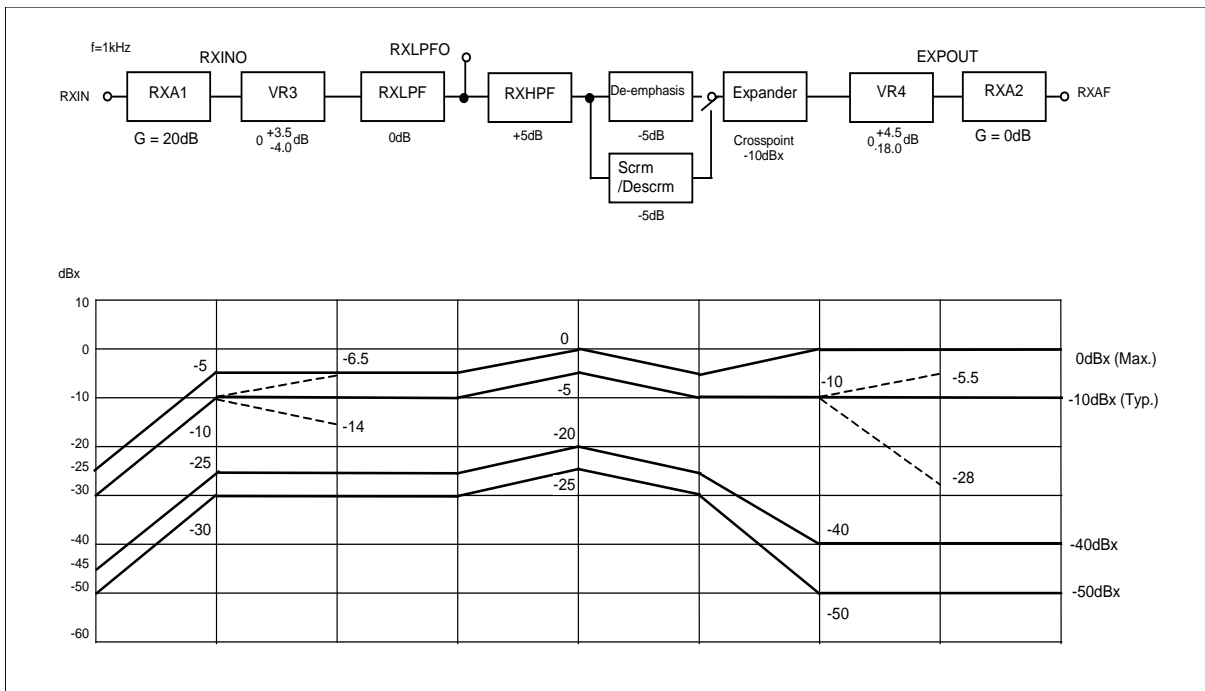 f=1kHz
RXINO
RXLPFO
EXPOUT
RXIN
RXA1
VR3
RXLPF
RXHPF
De-emphasis
Expander
VR4
RXA2
RXAF
G = 20dB
0 +3.5 -4.0 dB
0dB
+5dB
-5dB
Crosspoint
-10dBx
0 +4.5 -18.0 dB
G = 0dB
Scrm
/Descrm
-5dB
dBx
10
0
-10
-20
-25
-30
-40
-45
-50
-60
-5
-10
-25
-30
-6.5
-14
0
-5
-20
-25
-10
-40
-50
-5.5
-28
0dBx (Max.)
-10dBx (Typ.)
-40dBx
-50dBx